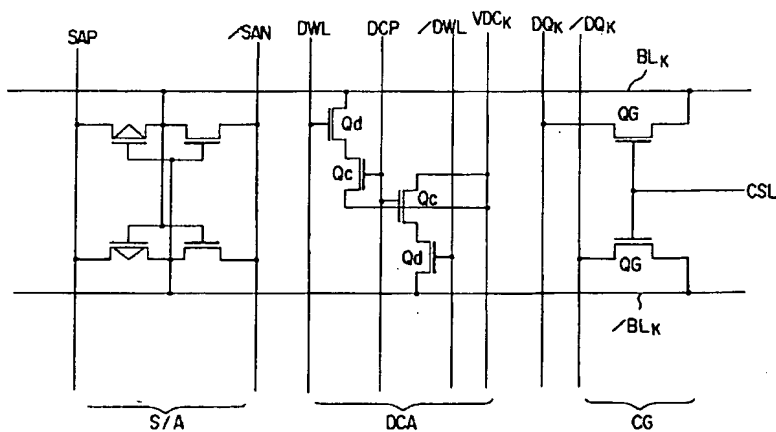 SAP
/SAN
DWL
DCP
/DWL
VDCK
DQK
/DQK
BLK
QG
Qd
Qc
Qc
CSL
Qd
QG
/BLK
S/A
DCA
CG